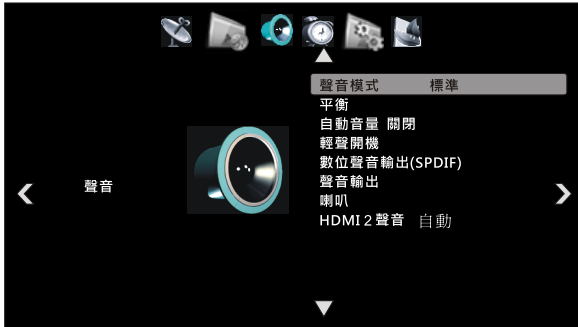 聲音
聲音模式 標準
平衡
自動音量 關閉
輕聲開機
數位聲音輸出(SPDIF)
聲音輸出
喇叭
HDMI 2 聲音 自動